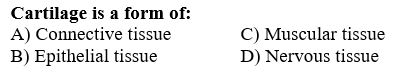 Cartilage is a form of:
A) Connective tissue C) Muscular tissue
B) Epithelial tissue D) Nervous tissue